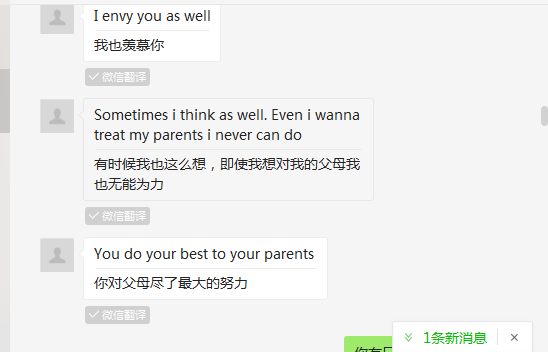 I envy you as well
我也羡慕你
微信翻译
Sometimes i think as well. Even i wanna
treat my parents i never can do
有时候我也这么想，即使我想对我的父母我
也无能为力
微信翻译
You do your best to your parents
你对父母尽了最大的努力
微信翻译
1条新消息